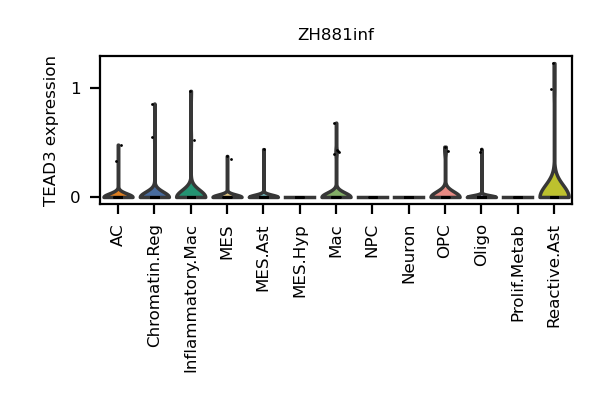 ZH881inf
TEAD3 expression
1
0
AC
Chromatin.Reg
Inflammatory.Mac
MES
MES.Ast
MES.Hyp
Mac
NPC
Neuron
OPC
Oligo
Prolif.Metab
Reactive.Ast